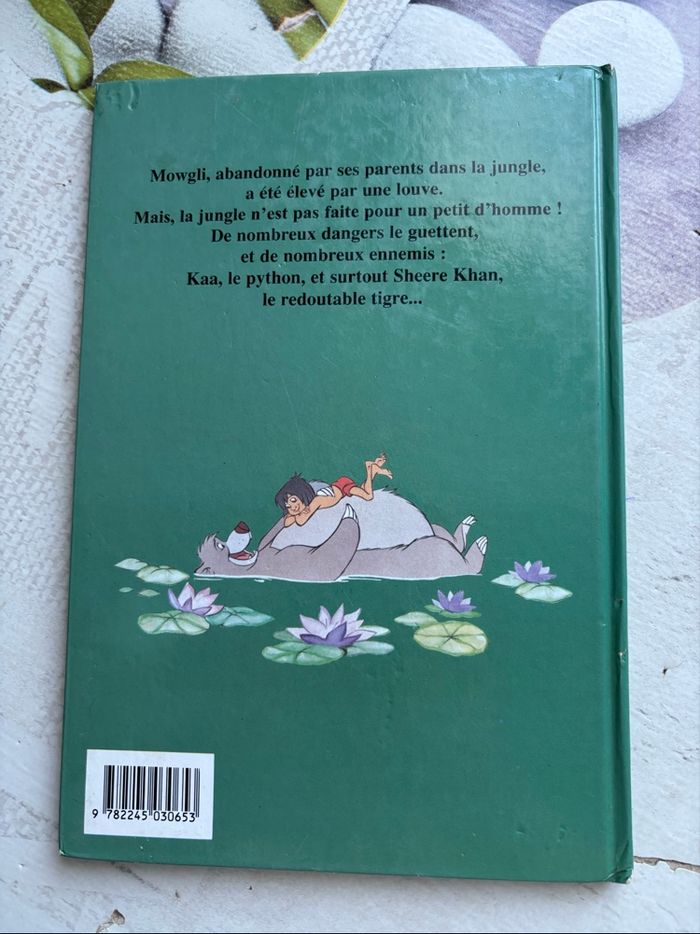 Mowgli, abandonné par ses parents dans la jungle,
a été élevé par une louve.
Mais, la jungle n'est pas faite pour un petit d'homme !
De nombreux dangers le guettent,
et de nombreux ennemis :
Kaa, le python, et surtout Sheere Khan,
le redoutable tigre...
9 782245 030653